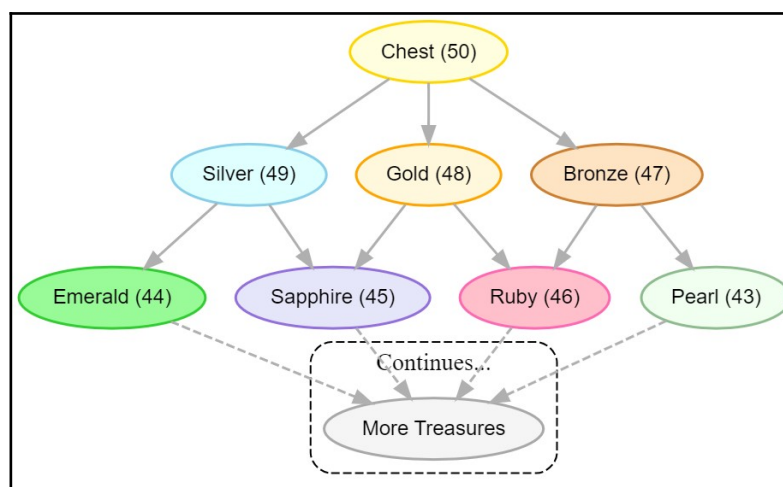 Chest (50)
Silver (49)
Gold (48)
Bronze (47)
Emerald (44)
Sapphire (45)
Ruby (46)
Pearl (43)
Continues...
More Treasures